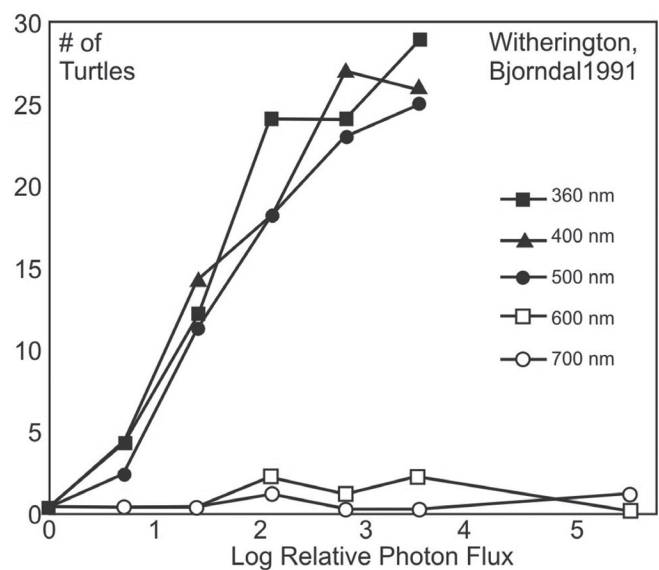 30
# of
Turtles
Witherington,
Bjorndal1991
25
20
360 nm
400 nm
15
500 nm
600 nm
10
700 nm
5
0
0 1 2 3 4 5
Log Relative Photon Flux